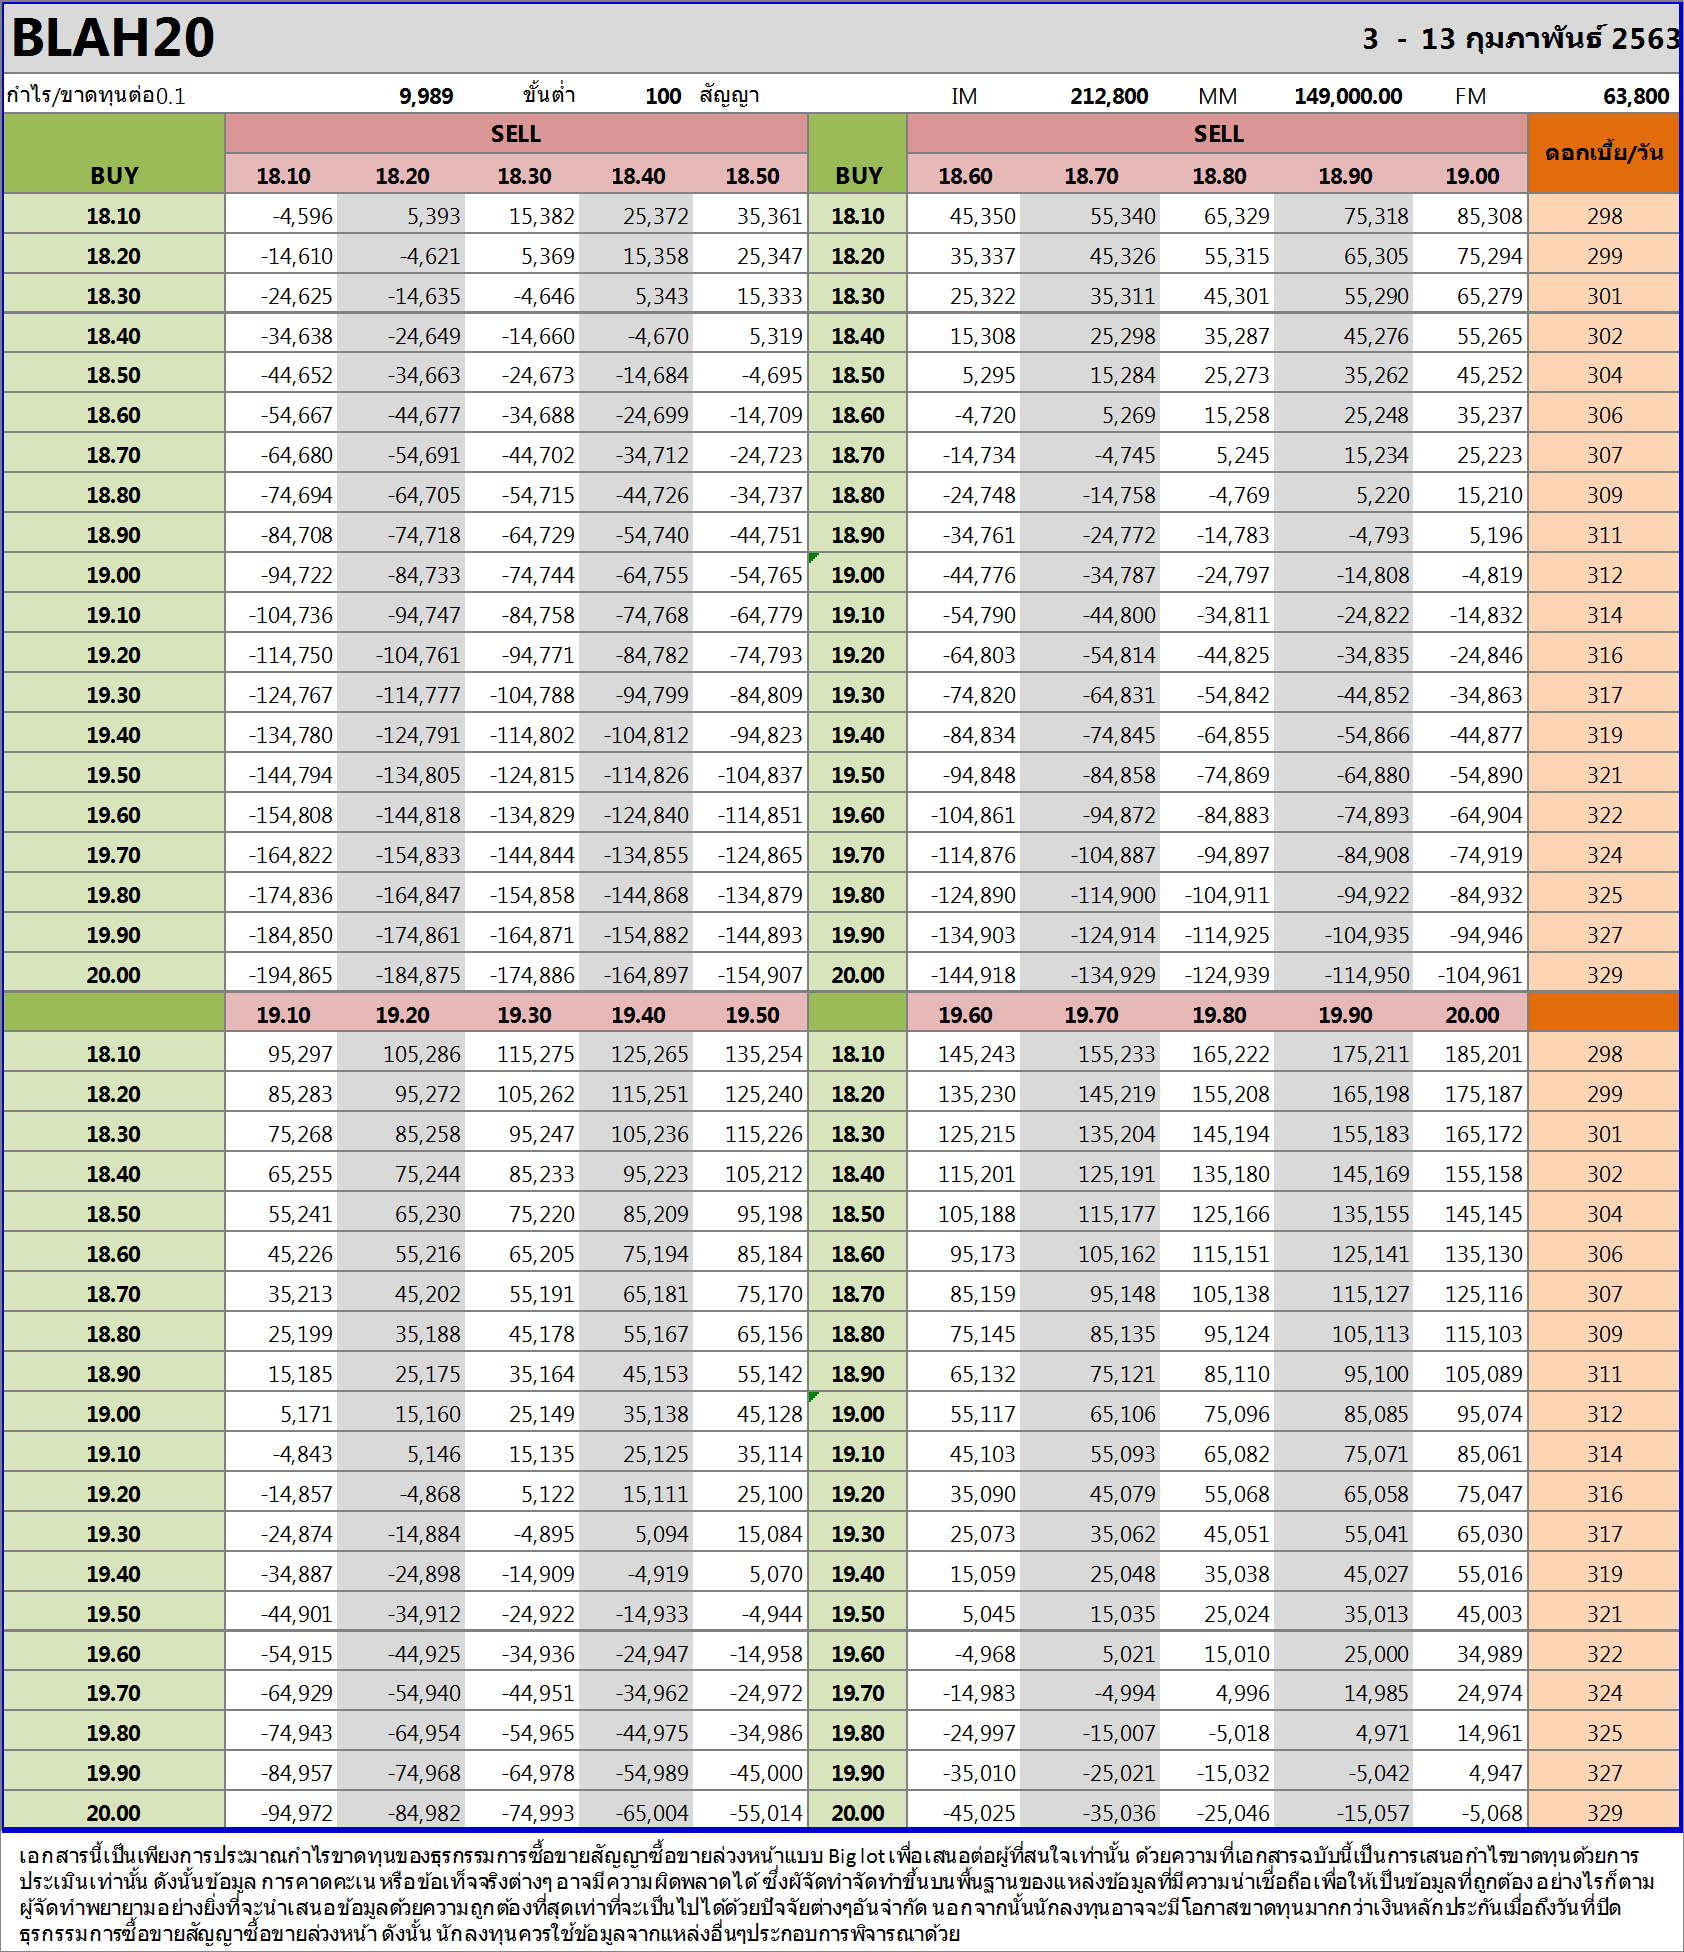 BLAH20 3 - 13 กุมภาพันธ์ 2563
กำไร/ขาดทุนต่อ0.1 9,989 ขั้นต่ำ 100 สัญญา IM 212,800 MM 149,000.00 FM 63,800
SELL SELL ดอกเบี้ย/วัน
BUY 18.10 18.20 18.30 18.40 18.50 BUY 18.60 18.70 18.80 18.90 19.00
18.10 -4,596 5,393 15,382 25,372 35,361 18.10 45,350 55,340 65,329 75,318 85,308 298
18.20 -14,610 -4,621 5,369 15,358 25,347 18.20 35,337 45,326 55,315 65,305 75,294 299
18.30 -24,625 -14,635 -4,646 5,343 15,333 18.30 25,322 35,311 45,301 55,290 65,279 301
18.40 -34,638 -24,649 -14,660 -4,670 5,319 18.40 15,308 25,298 35,287 45,276 55,265 302
18.50 -44,652 -34,663 -24,673 -14,684 -4,695 18.50 5,295 15,284 25,273 35,262 45,252 304
18.60 -54,667 -44,677 -34,688 -24,699 -14,709 18.60 -4,720 5,269 15,258 25,248 35,237 306
18.70 -64,680 -54,691 -44,702 -34,712 -24,723 18.70 -14,734 -4,745 5,245 15,234 25,223 307
18.80 -74,694 -64,705 -54,715 -44,726 -34,737 18.80 -24,748 -14,758 -4,769 5,220 15,210 309
18.90 -84,708 -74,718 -64,729 -54,740 -44,751 18.90 -34,761 -24,772 -14,783 -4,793 5,196 311
19.00 -94,722 -84,733 -74,744 -64,755 -54,765 19.00 -44,776 -34,787 -24,797 -14,808 -4,819 312
19.10 -104,736 -94,747 -84,758 -74,768 -64,779 19.10 -54,790 -44,800 -34,811 -24,822 -14,832 314
19.20 -114,750 -104,761 -94,771 -84,782 -74,793 19.20 -64,803 -54,814 -44,825 -34,835 -24,846 316
19.30 -124,767 -114,777 -104,788 -94,799 -84,809 19.30 -74,820 -64,831 -54,842 -44,852 -34,863 317
19.40 -134,780 -124,791 -114,802 -104,812 -94,823 19.40 -84,834 -74,845 -64,855 -54,866 -44,877 319
19.50 -144,794 -134,805 -124,815 -114,826 -104,837 19.50 -94,848 -84,858 -74,869 -64,880 -54,890 321
19.60 -154,808 -144,818 -134,829 -124,840 -114,851 19.60 -104,861 -94,872 -84,883 -74,893 -64,904 322
19.70 -164,822 -154,833 -144,844 -134,855 -124,865 19.70 -114,876 -104,887 -94,897 -84,908 -74,919 324
19.80 -174,836 -164,847 -154,858 -144,868 -134,879 19.80 -124,890 -114,900 -104,911 -94,922 -84,932 325
19.90 -184,850 -174,861 -164,871 -154,882 -144,893 19.90 -134,903 -124,914 -114,925 -104,935 -94,946 327
20.00 -194,865 -184,875 -174,886 -164,897 -154,907 20.00 -144,918 -134,929 -124,939 -114,950 -104,961 329
19.10 19.20 19.30 19.40 19.50 19.60 19.70 19.80 19.90 20.00
18.10 95,297 105,286 115,275 125,265 135,254 18.10 145,243 155,233 165,222 175,211 185,201 298
18.20 85,283 95,272 105,262 115,251 125,240 18.20 135,230 145,219 155,208 165,198 175,187 299
18.30 75,268 85,258 95,247 105,236 115,226 18.30 125,215 135,204 145,194 155,183 165,172 301
18.40 65,255 75,244 85,233 95,223 105,212 18.40 115,201 125,191 135,180 145,169 155,158 302
18.50 55,241 65,230 75,220 85,209 95,198 18.50 105,188 115,177 125,166 135,155 145,145 304
18.60 45,226 55,216 65,205 75,194 85,184 18.60 95,173 105,162 115,151 125,141 135,130 306
18.70 35,213 45,202 55,191 65,181 75,170 18.70 85,159 95,148 105,138 115,127 125,116 307
18.80 25,199 35,188 45,178 55,167 65,156 18.80 75,145 85,135 95,124 105,113 115,103 309
18.90 15,185 25,175 35,164 45,153 55,142 18.90 65,132 75,121 85,110 95,100 105,089 311
19.00 5,171 15,160 25,149 35,138 45,128 19.00 55,117 65,106 75,096 85,085 95,074 312
19.10 -4,843 5,146 15,135 25,125 35,114 19.10 45,103 55,093 65,082 75,071 85,061 314
19.20 -14,857 -4,868 5,122 15,111 25,100 19.20 35,090 45,079 55,068 65,058 75,047 316
19.30 -24,874 -14,884 -4,895 5,094 15,084 19.30 25,073 35,062 45,051 55,041 65,030 317
19.40 -34,887 -24,898 -14,909 -4,919 5,070 19.40 15,059 25,048 35,038 45,027 55,016 319
19.50 -44,901 -34,912 -24,922 -14,933 -4,944 19.50 5,045 15,035 25,024 35,013 45,003 321
19.60 -54,915 -44,925 -34,936 -24,947 -14,958 19.60 -4,968 5,021 15,010 25,000 34,989 322
19.70 -64,929 -54,940 -44,951 -34,962 -24,972 19.70 -14,983 -4,994 4,996 14,985 24,974 324
19.80 -74,943 -64,954 -54,965 -44,975 -34,986 19.80 -24,997 -15,007 -5,018 4,971 14,961 325
19.90 -84,957 -74,968 -64,978 -54,989 -45,000 19.90 -35,010 -25,021 -15,032 -5,042 4,947 327
20.00 -94,972 -84,982 -74,993 -65,004 -55,014 20.00 -45,025 -35,036 -25,046 -15,057 -5,068 329
เอกสารนี้เป็นเพียงการประมาณกำไรขาดทุนของธุรกรรมการซื้อขายสัญญาซื้อขายล่วงหน้าแบบ Big lot เพื่อเสนอต่อผู้ที่สนใจเท่านั้น ด้วยความที่เอกสารฉบับนี้เป็นการเสนอกำไรขาดทุนด้วยการ
ประเมินเท่านั้น ดังนั้นข้อมูล การคาดคะเน หรือข้อเท็จจริงต่างๆ อาจมีความผิดพลาดได้ ซึ่งผู้จัดทำจัดทำขึ้นบนพื้นฐานของแหล่งข้อมูลที่มีความน่าเชื่อถือเพื่อให้เป็นข้อมูลที่ถูกต้อง อย่างไรก็ตาม
ผู้จัดทำพยายามอย่างยิ่งที่จะนำเสนอข้อมูลด้วยความถูกต้องที่สุดเท่าที่จะเป็นไปได้ด้วยปัจจัยต่างๆอันจำกัด นอกจากนั้นนักลงทุนอาจจะมีโอกาสขาดทุนมากกว่าเงินหลักประกันเมื่อถึงวันที่ปิด
ธุรกรรมการซื้อขายสัญญาซื้อขายล่วงหน้า ดังนั้น นักลงทุนควรใช้ข้อมูลจากแหล่งอื่นๆประกอบการพิจารณาด้วย